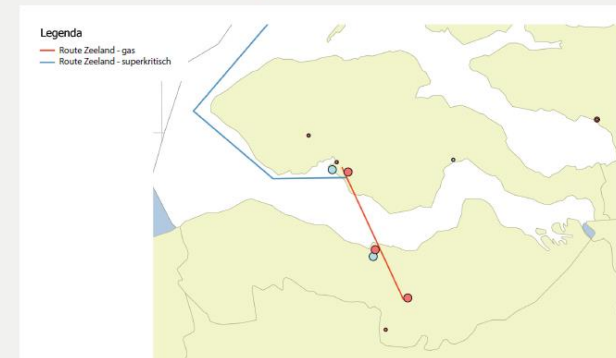 Legenda
Route Zeeland - gas
Route Zeeland - superkritisch